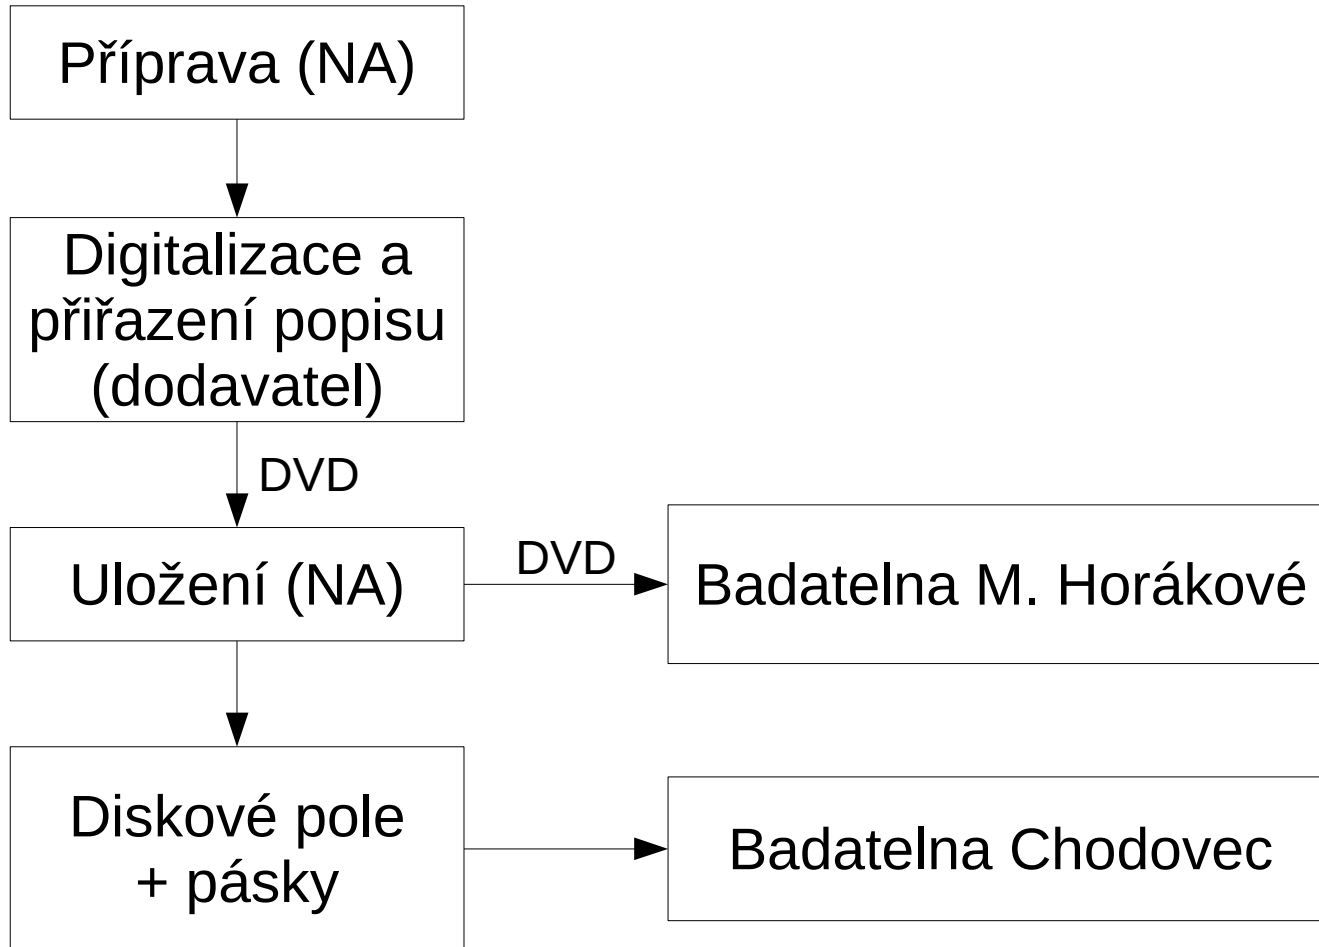 Příprava (NA)
Digitalizace a
přiřazení popisu
(dodavatel)
DVD
Uložení (NA)
DVD
Badatelna M. Horákové
Diskové pole
+ pásky
Badatelna Chodovec